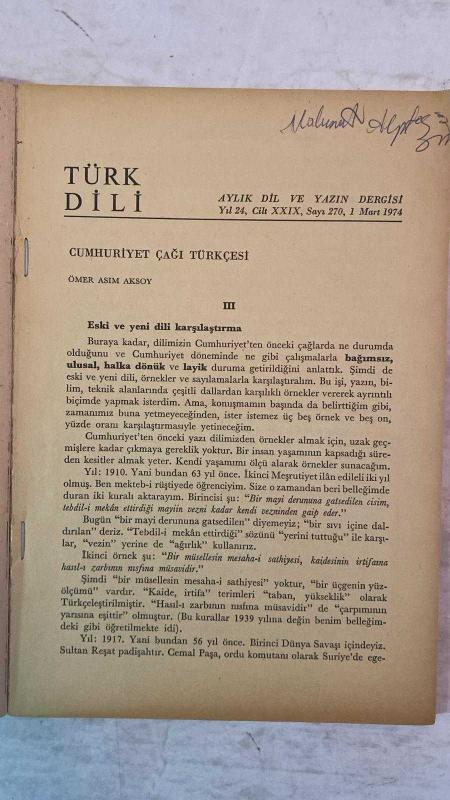 Mahmut Alp
TÜRK
DİLİ
AYLIK DİL VE YAZIN DERGİSİ
Yıl 24, Cilt XXIX, Sayı 270, 1 Mart 1974
CUMHURİYET ÇAĞI TÜRKÇESİ
ÖMER ASIM AKSOY
III
Eski ve yeni dili karşılaştırma
Buraya kadar, dilimizin Cumhuriyet'ten önceki çağlarda ne durumda
olduğunu ve Cumhuriyet döneminde ne gibi çalışmalarla bağımsız,
ulusal, halka dönük ve layik duruma getirildiğini anlattık. Şimdi de
eski ve yeni dili, örnekler ve sayılamalarla karşılaştıralım. Bu işi, yazın, bi-
lim, teknik alanlarında çeşitli dallardan karşılıklı örnekler vererek ayrıntılı
biçimde yapmak isterdim. Ama, konuşmamın başında da belirttiğim gibi,
zamanımız buna yetmeyeceğinden, ister istemez üç beş örnek ve beş on,
yüzde oranı karşılaştırmasiyle yetineceğim.
Cumhuriyet'ten önceki yazı dilimizden örnekler almak için, uzak geç-
mişlere kadar çıkmaya gereklik yoktur. Bir insan yaşamının kapsadığı süre-
den kesitler almak yeter. Kendi yaşamımı ölçü alarak örnekler sunacağım.
Yıl: 1910. Yani bundan 63 yıl önce. İkinci Meşrutiyet ilân edileli iki yıl
olmuş. Ben mekteb-i rüştiyede öğrenciyim. Size o zamandan beri belleğimde
duran iki kuralı aktarayım. Birincisi şu: "Bir mayi derununa gatsedilen cisim,
tebdil-i mekân ettirdiği mayiin vezni kadar kendi vezninden gaip eder."
Bugün "bir mayi derununa gatsedilen" diyemeyiz; "bir sıvı içine dal-
dırılan" deriz. "Tebdil-i mekân ettirdiği" sözünü "yerini tuttuğu" ile karşı-
lar, "vezin" yerine de "ağırlık" kullanırız.
İkinci örnek şu: "Bir müsellesin mesaha-i sathiyesi, kaidesinin irtifaına
hasıl-ı zarbının nısfına müsavidir."
Şimdi "bir müsellesin mesaha-i sathiyesi" yoktur, "bir üçgenin yüz-
ölçümü" vardır. "Kaide, irtifa" terimleri "taban, yükseklik" olarak
Türkçeleştirilmiştir. "Hasıl-ı zarbının nısfına müsavidir" de "çarpımının
yarısına eşittir" olmuştur. (Bu kurallar 1939 yılına değin benim belleğim-
deki gibi öğretilmekte idi).
Yıl: 1917. Yani bundan 56 yıl önce. Birinci Dünya Savaşı içindeyiz.
Sultan Reşat padişahtır. Cemal Paşa, ordu komutanı olarak Suriye'de ege-